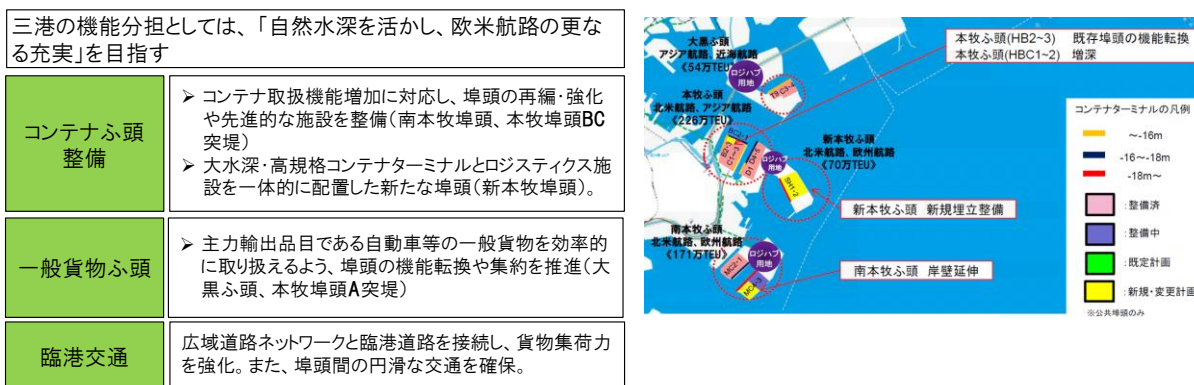 三港の機能分担としては、「自然水深を活かし、欧米航路の更な
る充実」を目指す
コンテナふ頭
整備
➢ コンテナ取扱機能増加に対応し、埠頭の再編・強化
や先進的な施設を整備（南本牧埠頭、本牧埠頭BC
突堤）
➢ 大水深・高規格コンテナターミナルとロジスティクス施
設を一体的に配置した新たな埠頭（新本牧埠頭）。
一般貨物ふ頭
➢ 主力輸出品目である自動車等の一般貨物を効率的
に取り扱えるよう、埠頭の機能転換や集約を推進（大
黒ふ頭、本牧埠頭A突堤）
臨港交通
広域道路ネットワークと臨港道路を接続し、貨物集荷力
を強化。また、埠頭間の円滑な交通を確保。
大黒ふ頭
アジア航路、近海航路
《54万TEU》
ロジハブ
用地
本牧ふ頭
北米航路、アジア航路
《226万TEU》
新本牧ふ頭
北米航路、欧州航路
《70万TEU》
ロジハブ
用地
SH1-2
南本牧ふ頭
北米航路、欧州航路
《171万TEU》
ロジハブ
用地
MC2-1
本牧ふ頭(HB2~3) 既存埠頭の機能転換
本牧ふ頭(HBC1~2) 増深
新本牧ふ頭 新規埋立整備
南本牧ふ頭 岸壁延伸
コンテナターミナルの凡例
～-16m
-16～-18m
-18m～
:整備済
:整備中
:既定計画
:新規・変更計画
※公共埠頭のみ